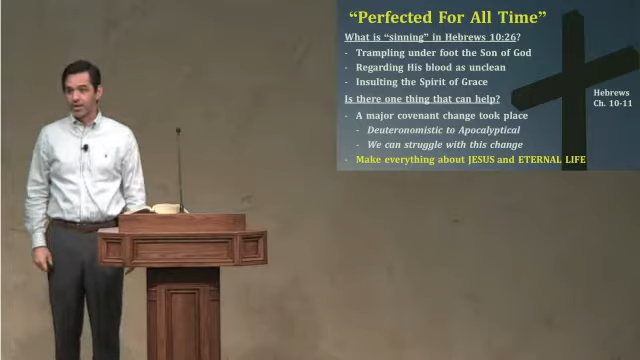 "Perfected For All Time"
What is "sinning" in Hebrews 10:26?
- Trampling under foot the Son of God
- Regarding His blood as unclean
- Insulting the Spirit of Grace
Is there one thing that can help?
- A major covenant change took place
- Deuteronomistic to Apocalyptical
- We can struggle with this change
- Make everything about JESUS and ETERNAL LIFE
Hebrews
Ch. 10-11